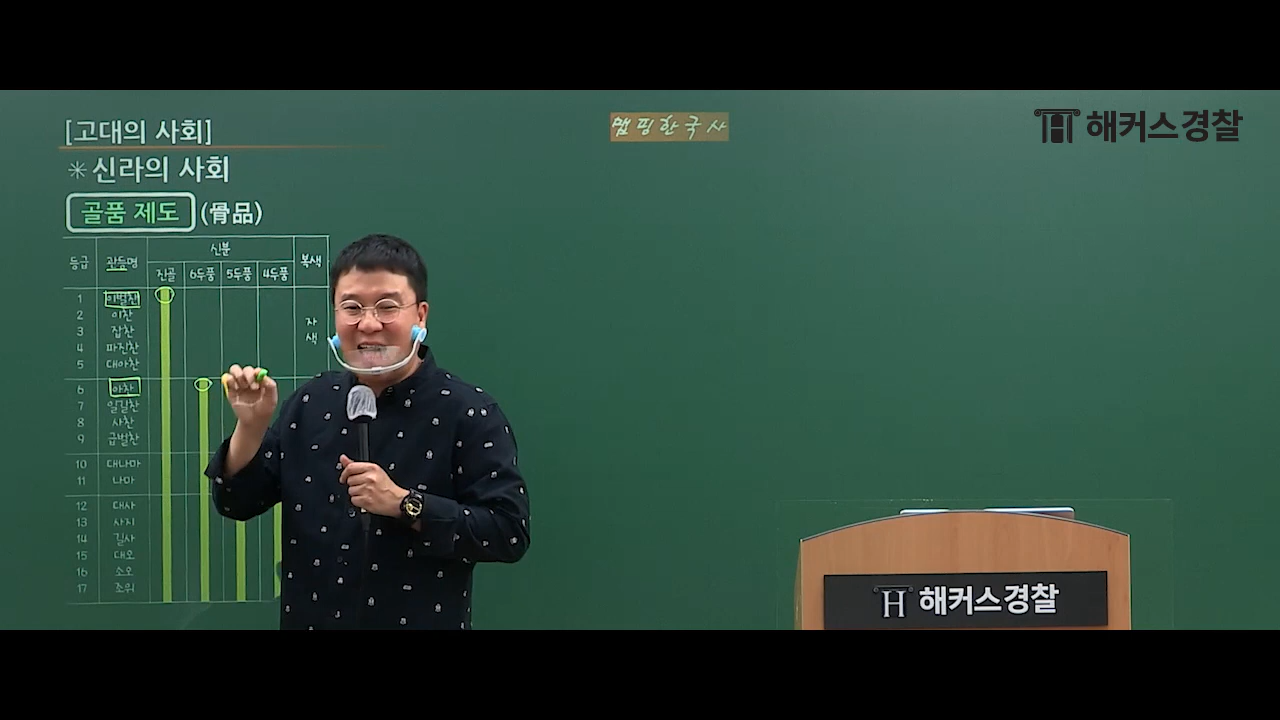 [고대의 사회]
맵핑한국사
해커스경찰
✳신라의 사회
골품 제도 (骨品)
등급 관등명 신분 복색
진골 6두품 5두품 4두품
1 이벌찬
2 이찬
3 잡찬
자색
4 파진찬
5 대아찬
6 아찬
7 일길찬
8 사찬
9 급벌찬
10 대나마
11 나마
12 대사
13 사지
14 길사
15 대오
16 소오
17 조위
해커스경찰